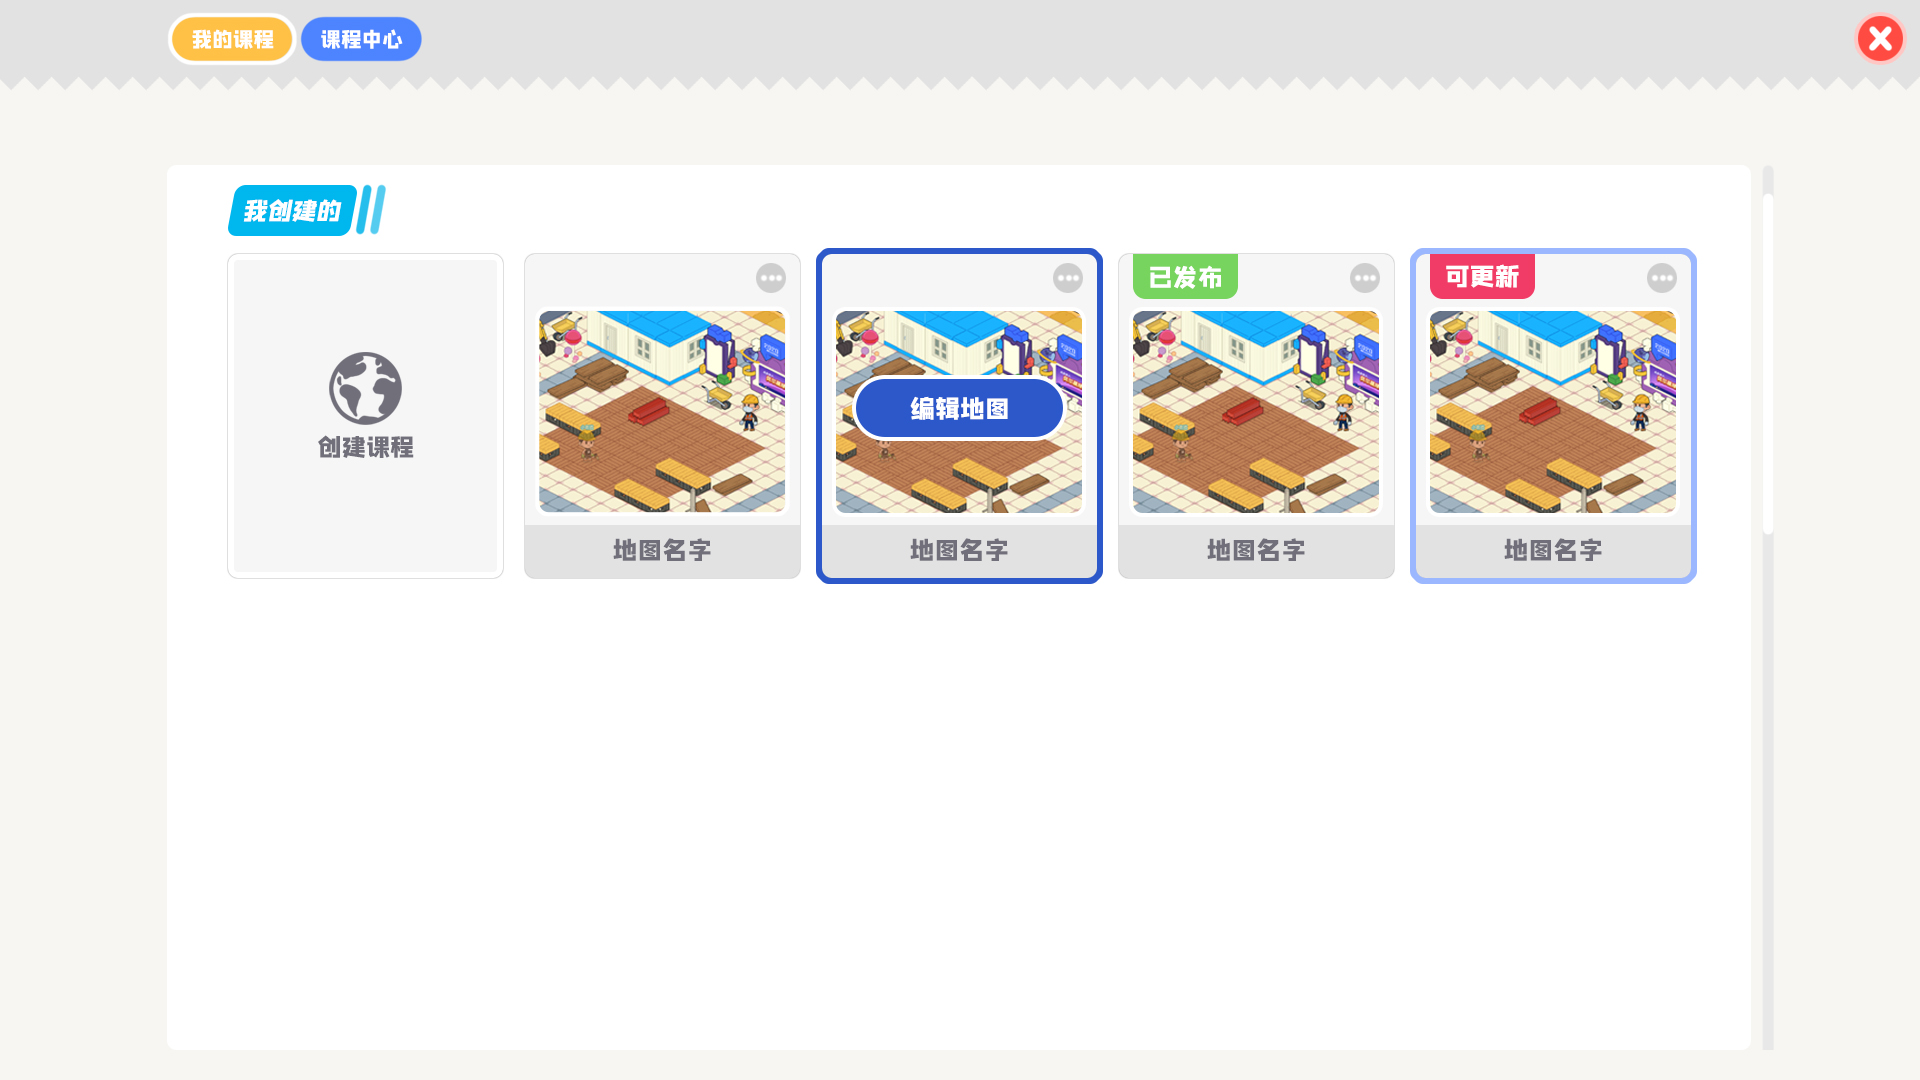 我的课程
课程中心
我创建的
已发布
可更新
创建课程
编辑地图
地图名字
地图名字
地图名字
地图名字